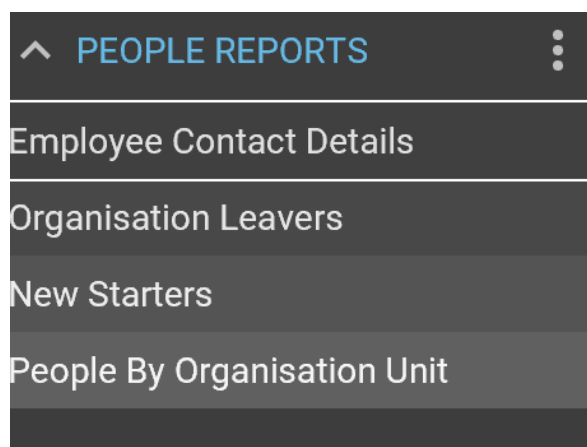 PEOPLE REPORTS
Employee Contact Details
Organisation Leavers
New Starters
People By Organisation Unit